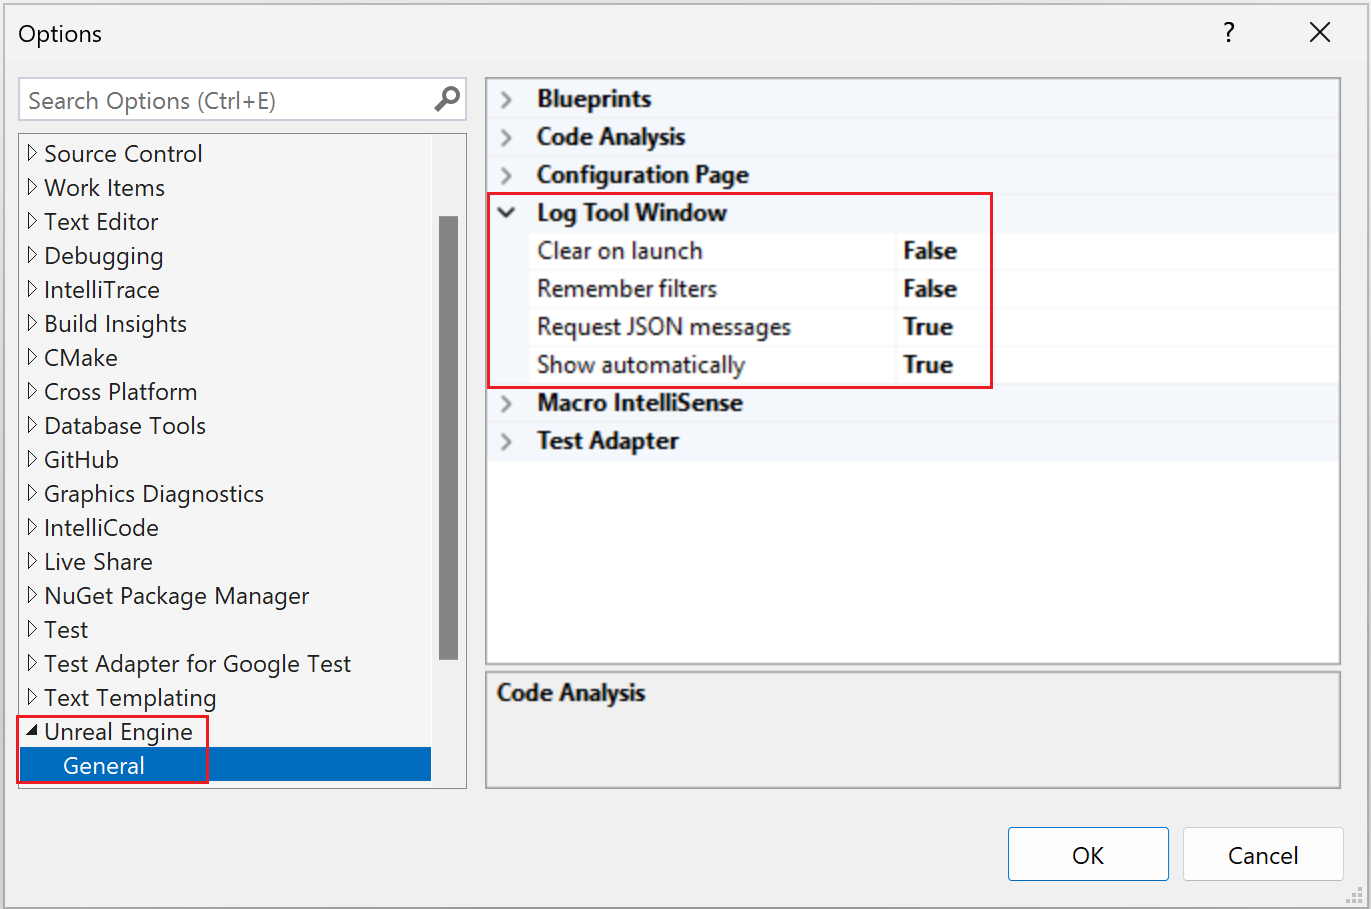 Options
?
Search Options (Ctrl+E)
Source Control
Work Items
Text Editor
Debugging
IntelliTrace
Build Insights
CMake
Cross Platform
Database Tools
GitHub
Graphics Diagnostics
IntelliCode
Live Share
NuGet Package Manager
Test
Test Adapter for Google Test
Text Templating
Unreal Engine
General
Blueprints
Code Analysis
Configuration Page
Log Tool Window
Clear on launch False
Remember filters False
Request JSON messages True
Show automatically True
Macro IntelliSense
Test Adapter
Code Analysis
OK
Cancel